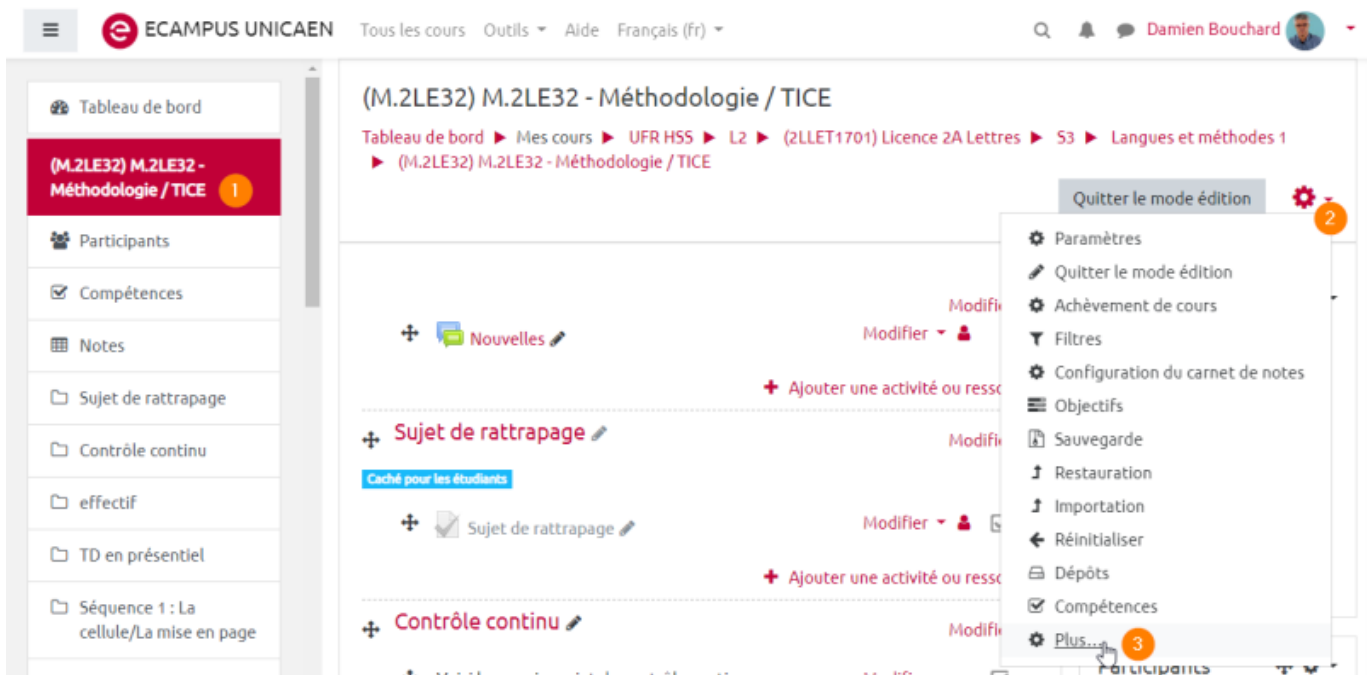 ECAMPUS UNICAEN Tous les cours Outils Aide Français (fr) Damien Bouchard
Tableau de bord
(M.2LE32) M.2LE32 -
Méthodologie / TICE 1
Participants
Compétences
Notes
Sujet de rattrapage
Contrôle continu
effectif
TD en présentiel
Séquence 1 : La
cellule/La mise en page
(M.2LE32) M.2LE32 - Méthodologie / TICE
Tableau de bord ► Mes cours ► UFR HSS ► L2 ► (2LLET1701) Licence 2A Lettres ► S3 ► Langues et méthodes 1
► (M.2LE32) M.2LE32 - Méthodologie / TICE
Quitter le mode édition
2
Modifie
Nouvelles Modifier
+ Ajouter une activité ou resso
Sujet de rattrapage Modifie
Caché pour les étudiants
Sujet de rattrapage Modifier
+ Ajouter une activité ou resso
Contrôle continu Modifie
Paramètres
Quitter le mode édition
Achèvement de cours
Filtres
Configuration du carnet de notes
Objectifs
Sauvegarde
Restauration
Importation
Réinitialiser
Dépôts
Compétences
Plus... 3
Participants